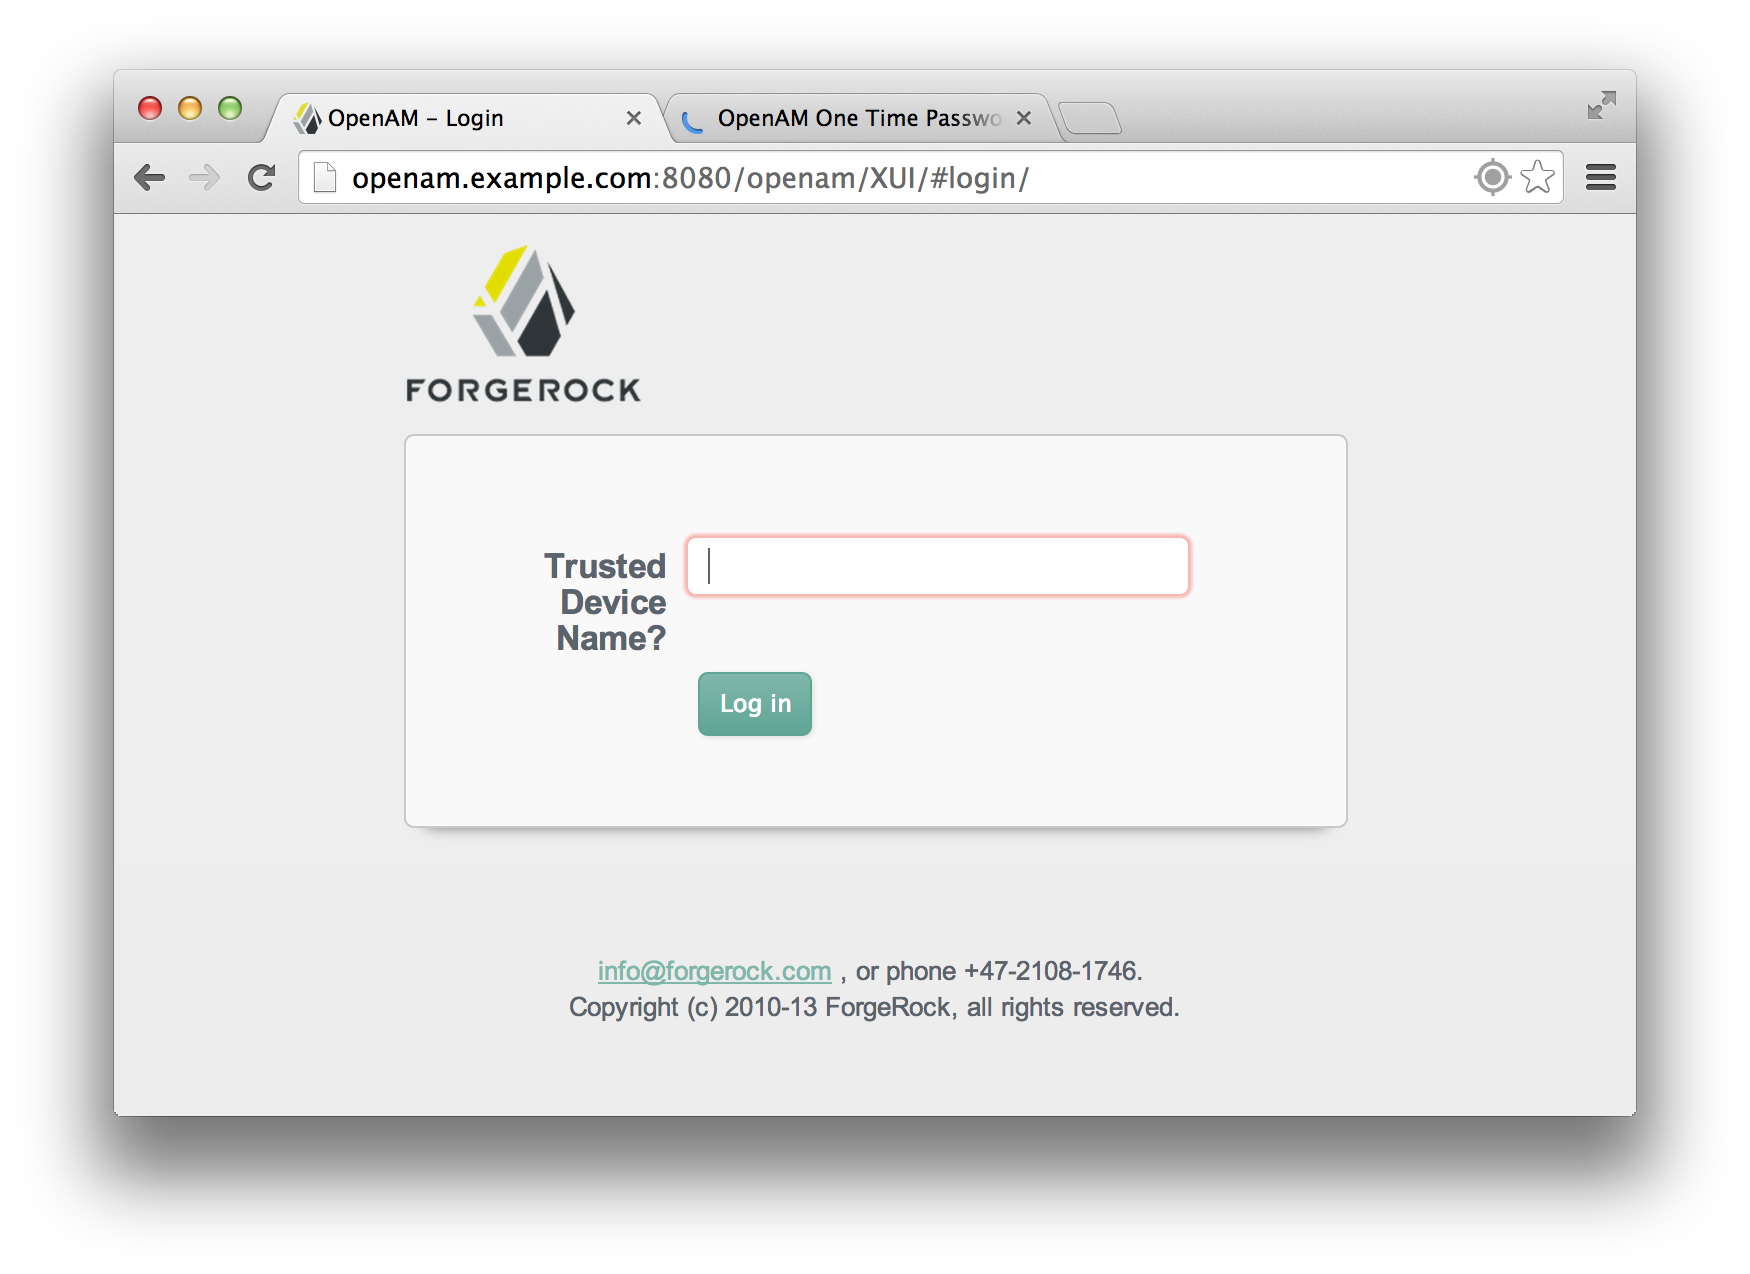 OpenAM – Login
OpenAM One Time Passwo
openam.example.com:8080/openam/XUI/#login/
FORGEROCK
Trusted
Device
Name?
Log in
info@forgerock.com , or phone +47-2108-1746.
Copyright (c) 2010-13 ForgeRock, all rights reserved.